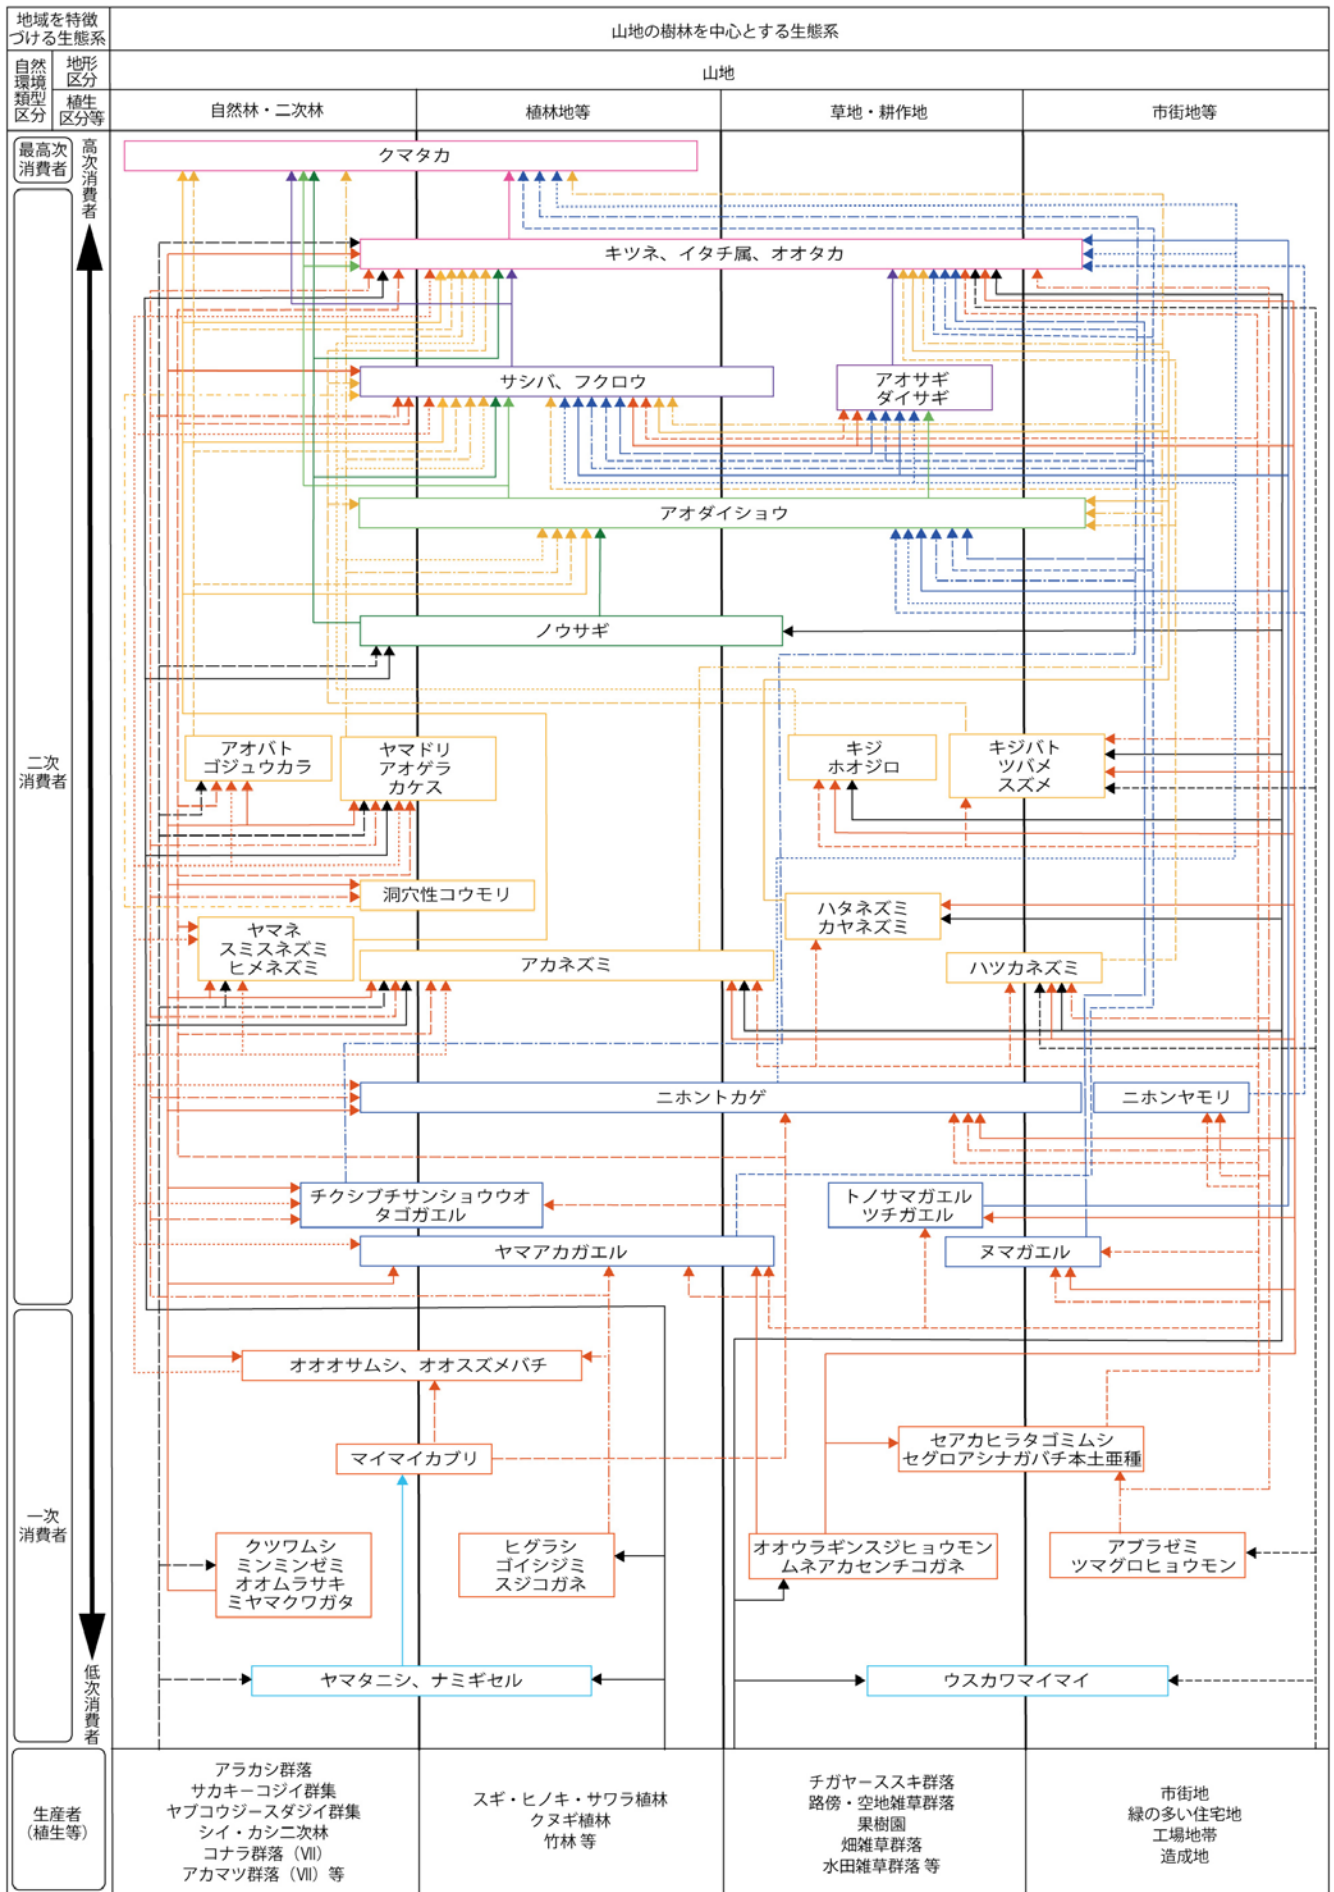 地域を特徴
づける生態系
山地の樹林を中心とする生態系
自然
環境
類型
区分
地形
区分
山地
植生
区分等
自然林・二次林
植林地等
草地・耕作地
市街地等
最高次
消費者
高次消費者
クマタカ
キツネ、イタチ属、オオタカ
サシバ、フクロウ
アオサギ
ダイサギ
アオダイショウ
ノウサギ
二次
消費者
アオバト
ゴジュウカラ
ヤマドリ
アオゲラ
カケス
キジ
ホオジロ
キジバト
ツバメ
スズメ
洞穴性コウモリ
ハタネズミ
カヤネズミ
ヤマネ
スミスネズミ
ヒメネズミ
アカネズミ
ハツカネズミ
ニホントカゲ
ニホンヤモリ
チクシブチサンショウウオ
タゴガエル
トノサマガエル
ツチガエル
ヤマアカガエル
ヌマガエル
一次
消費者
オオオサムシ、オオスズメバチ
マイマイカブリ
セアカヒラタゴミムシ
セグロアシナガバチ本土亜種
クツワムシ
ミンミンゼミ
オオムラサキ
ミヤマクワガタ
ヒグラシ
ゴイシジミ
スジコガネ
オオウラギンスジヒョウモン
ムネアカセンチコガネ
アブラゼミ
ツマグロヒョウモン
ヤマタニシ、ナミギセル
ウスカワマイマイ
低次消費者
生産者
（植生等）
アラカシ群落
サカキーコジイ群集
ヤブコウジースダジイ群集
シイ・カシ二次林
コナラ群落（Ⅶ）
アカマツ群落（Ⅶ）等
スギ・ヒノキ・サワラ植林
クヌギ植林
竹林 等
チガヤーススキ群落
路傍・空地雑草群落
果樹園
畑雑草群落
水田雑草群落 等
市街地
緑の多い住宅地
工場地帯
造成地